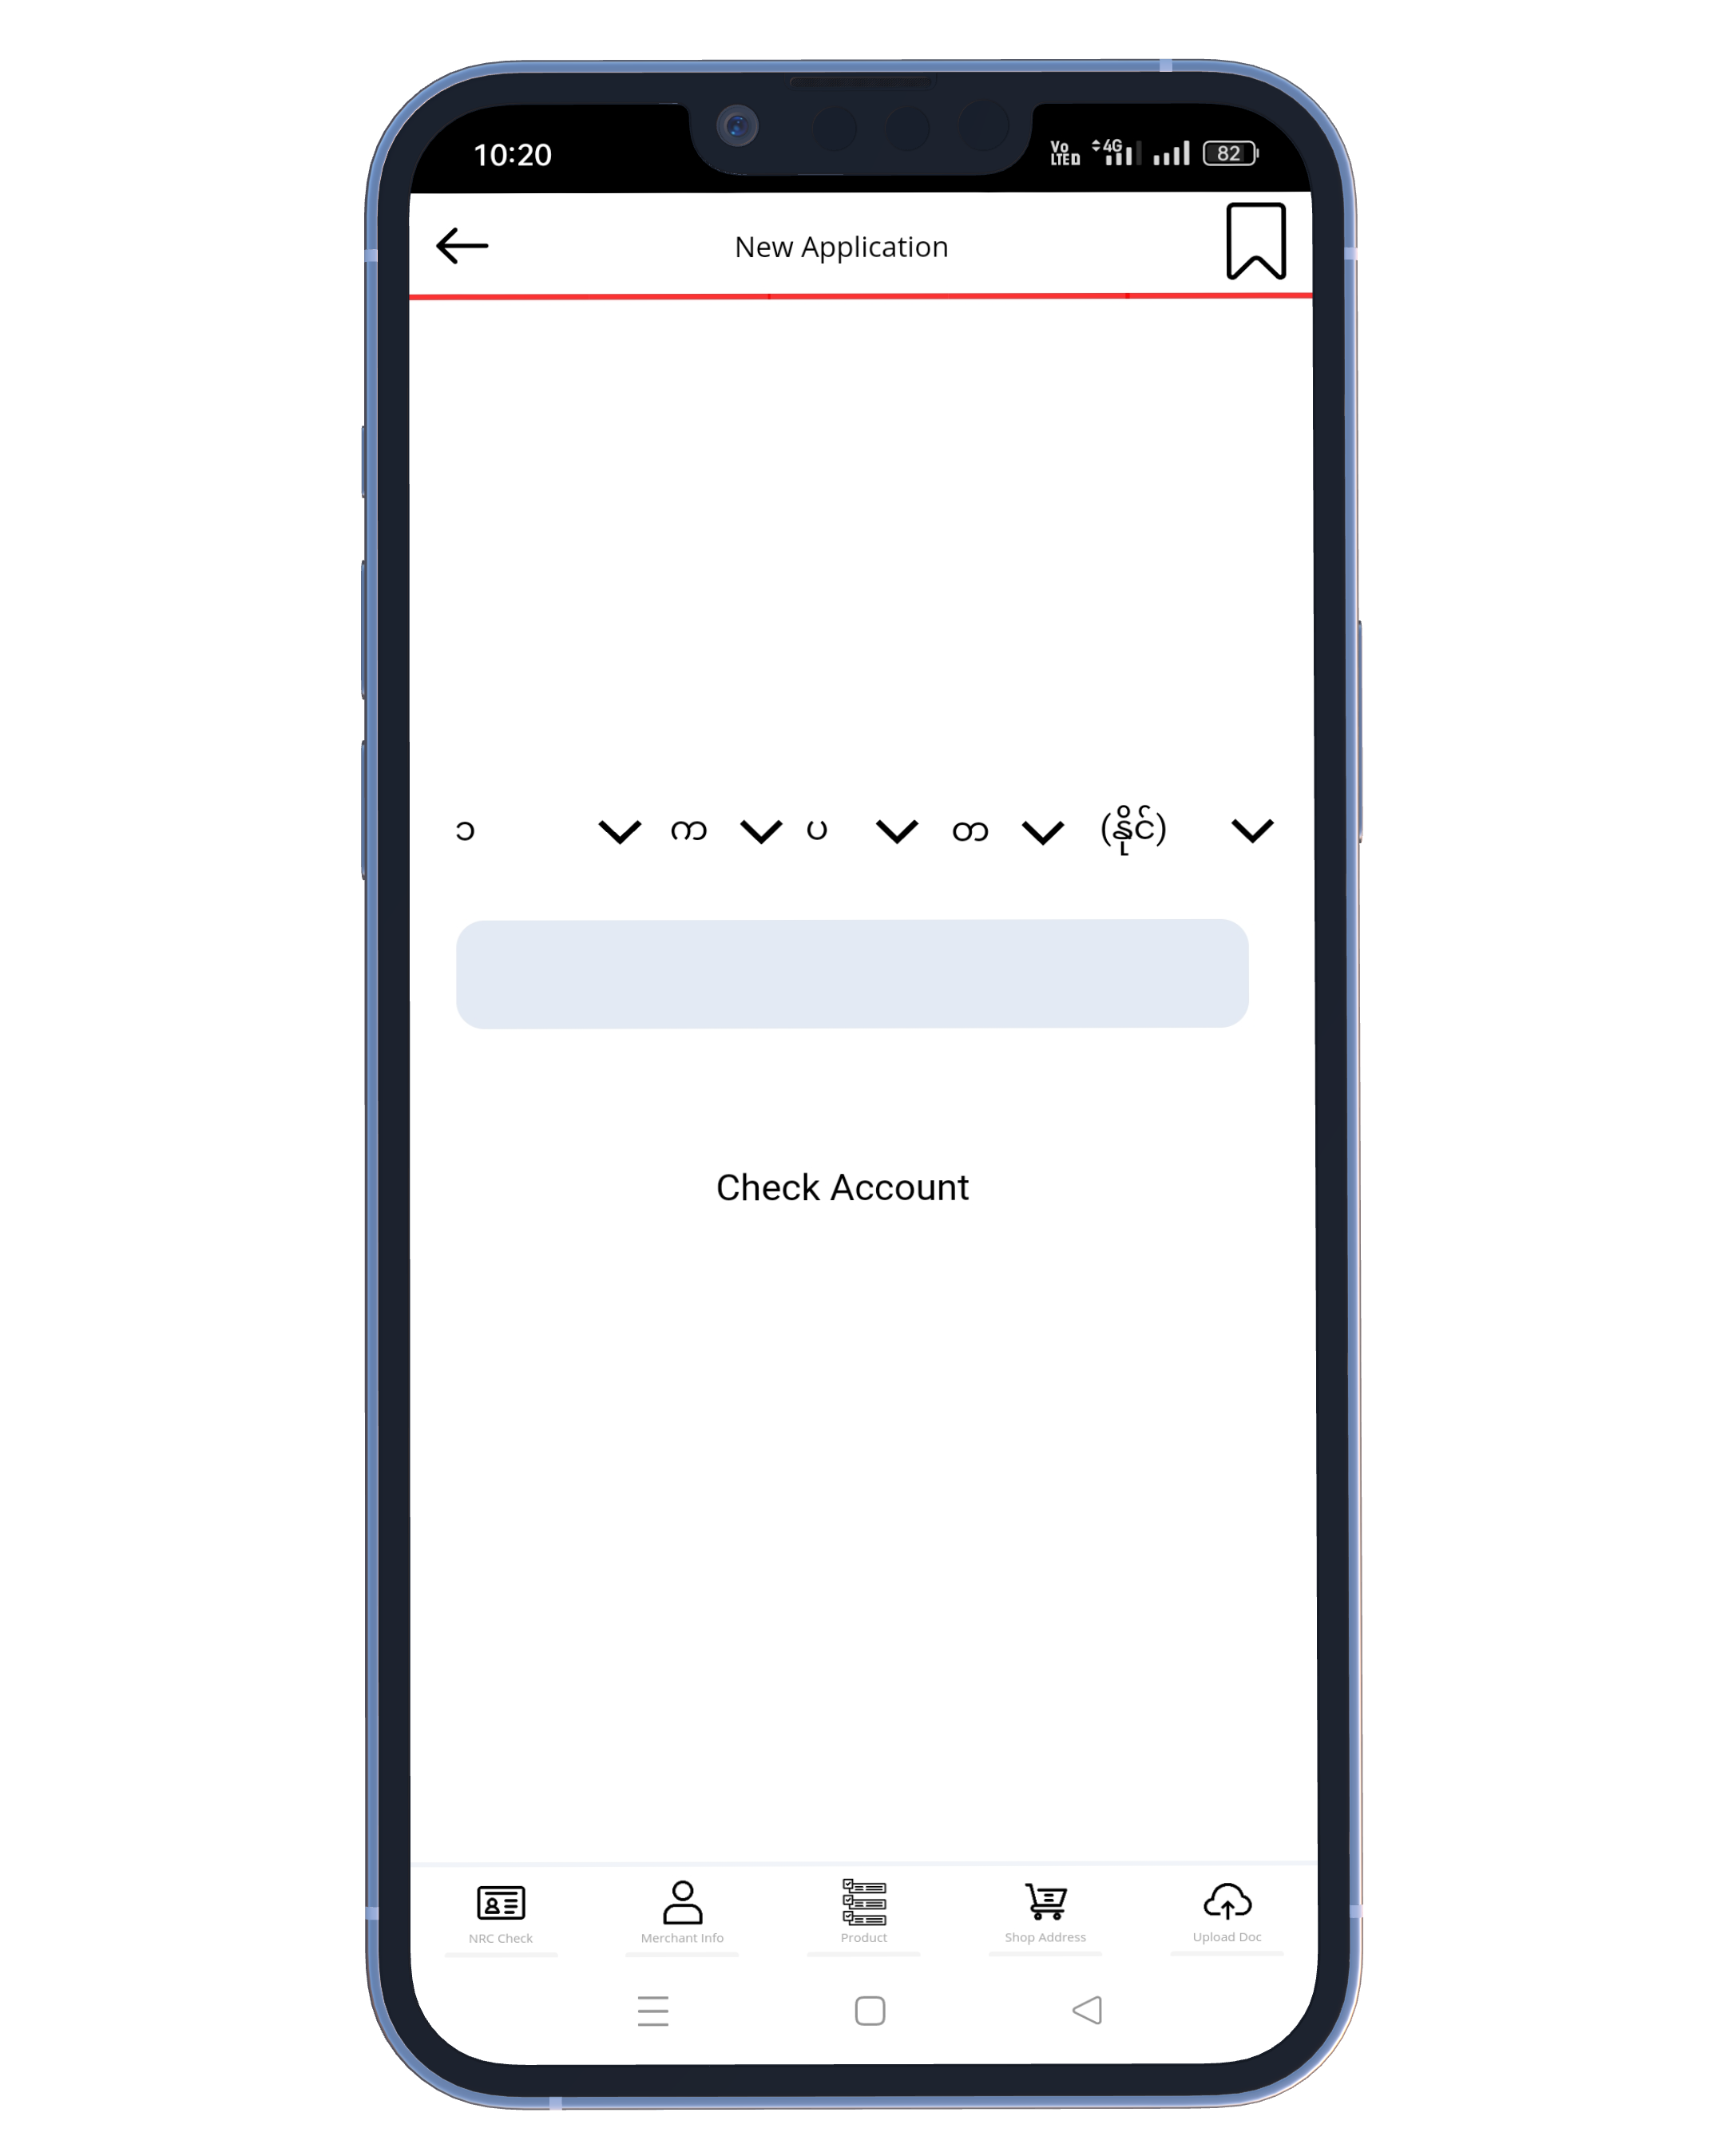 10:20 Vo LTE D 4G 82
New Application
၁ က ပ တ (နိုင်)
Check Account
NRC Check Merchant Info Product Shop Address Upload Doc